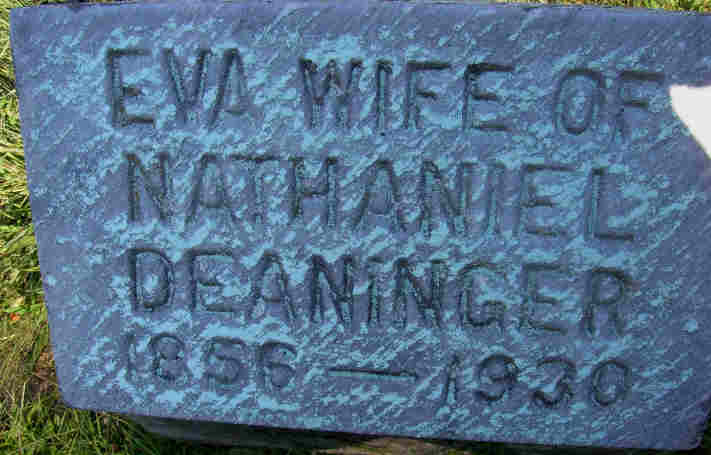 EVA WIFE OF
NATHANIEL
DEANINGER
1856 — 1930